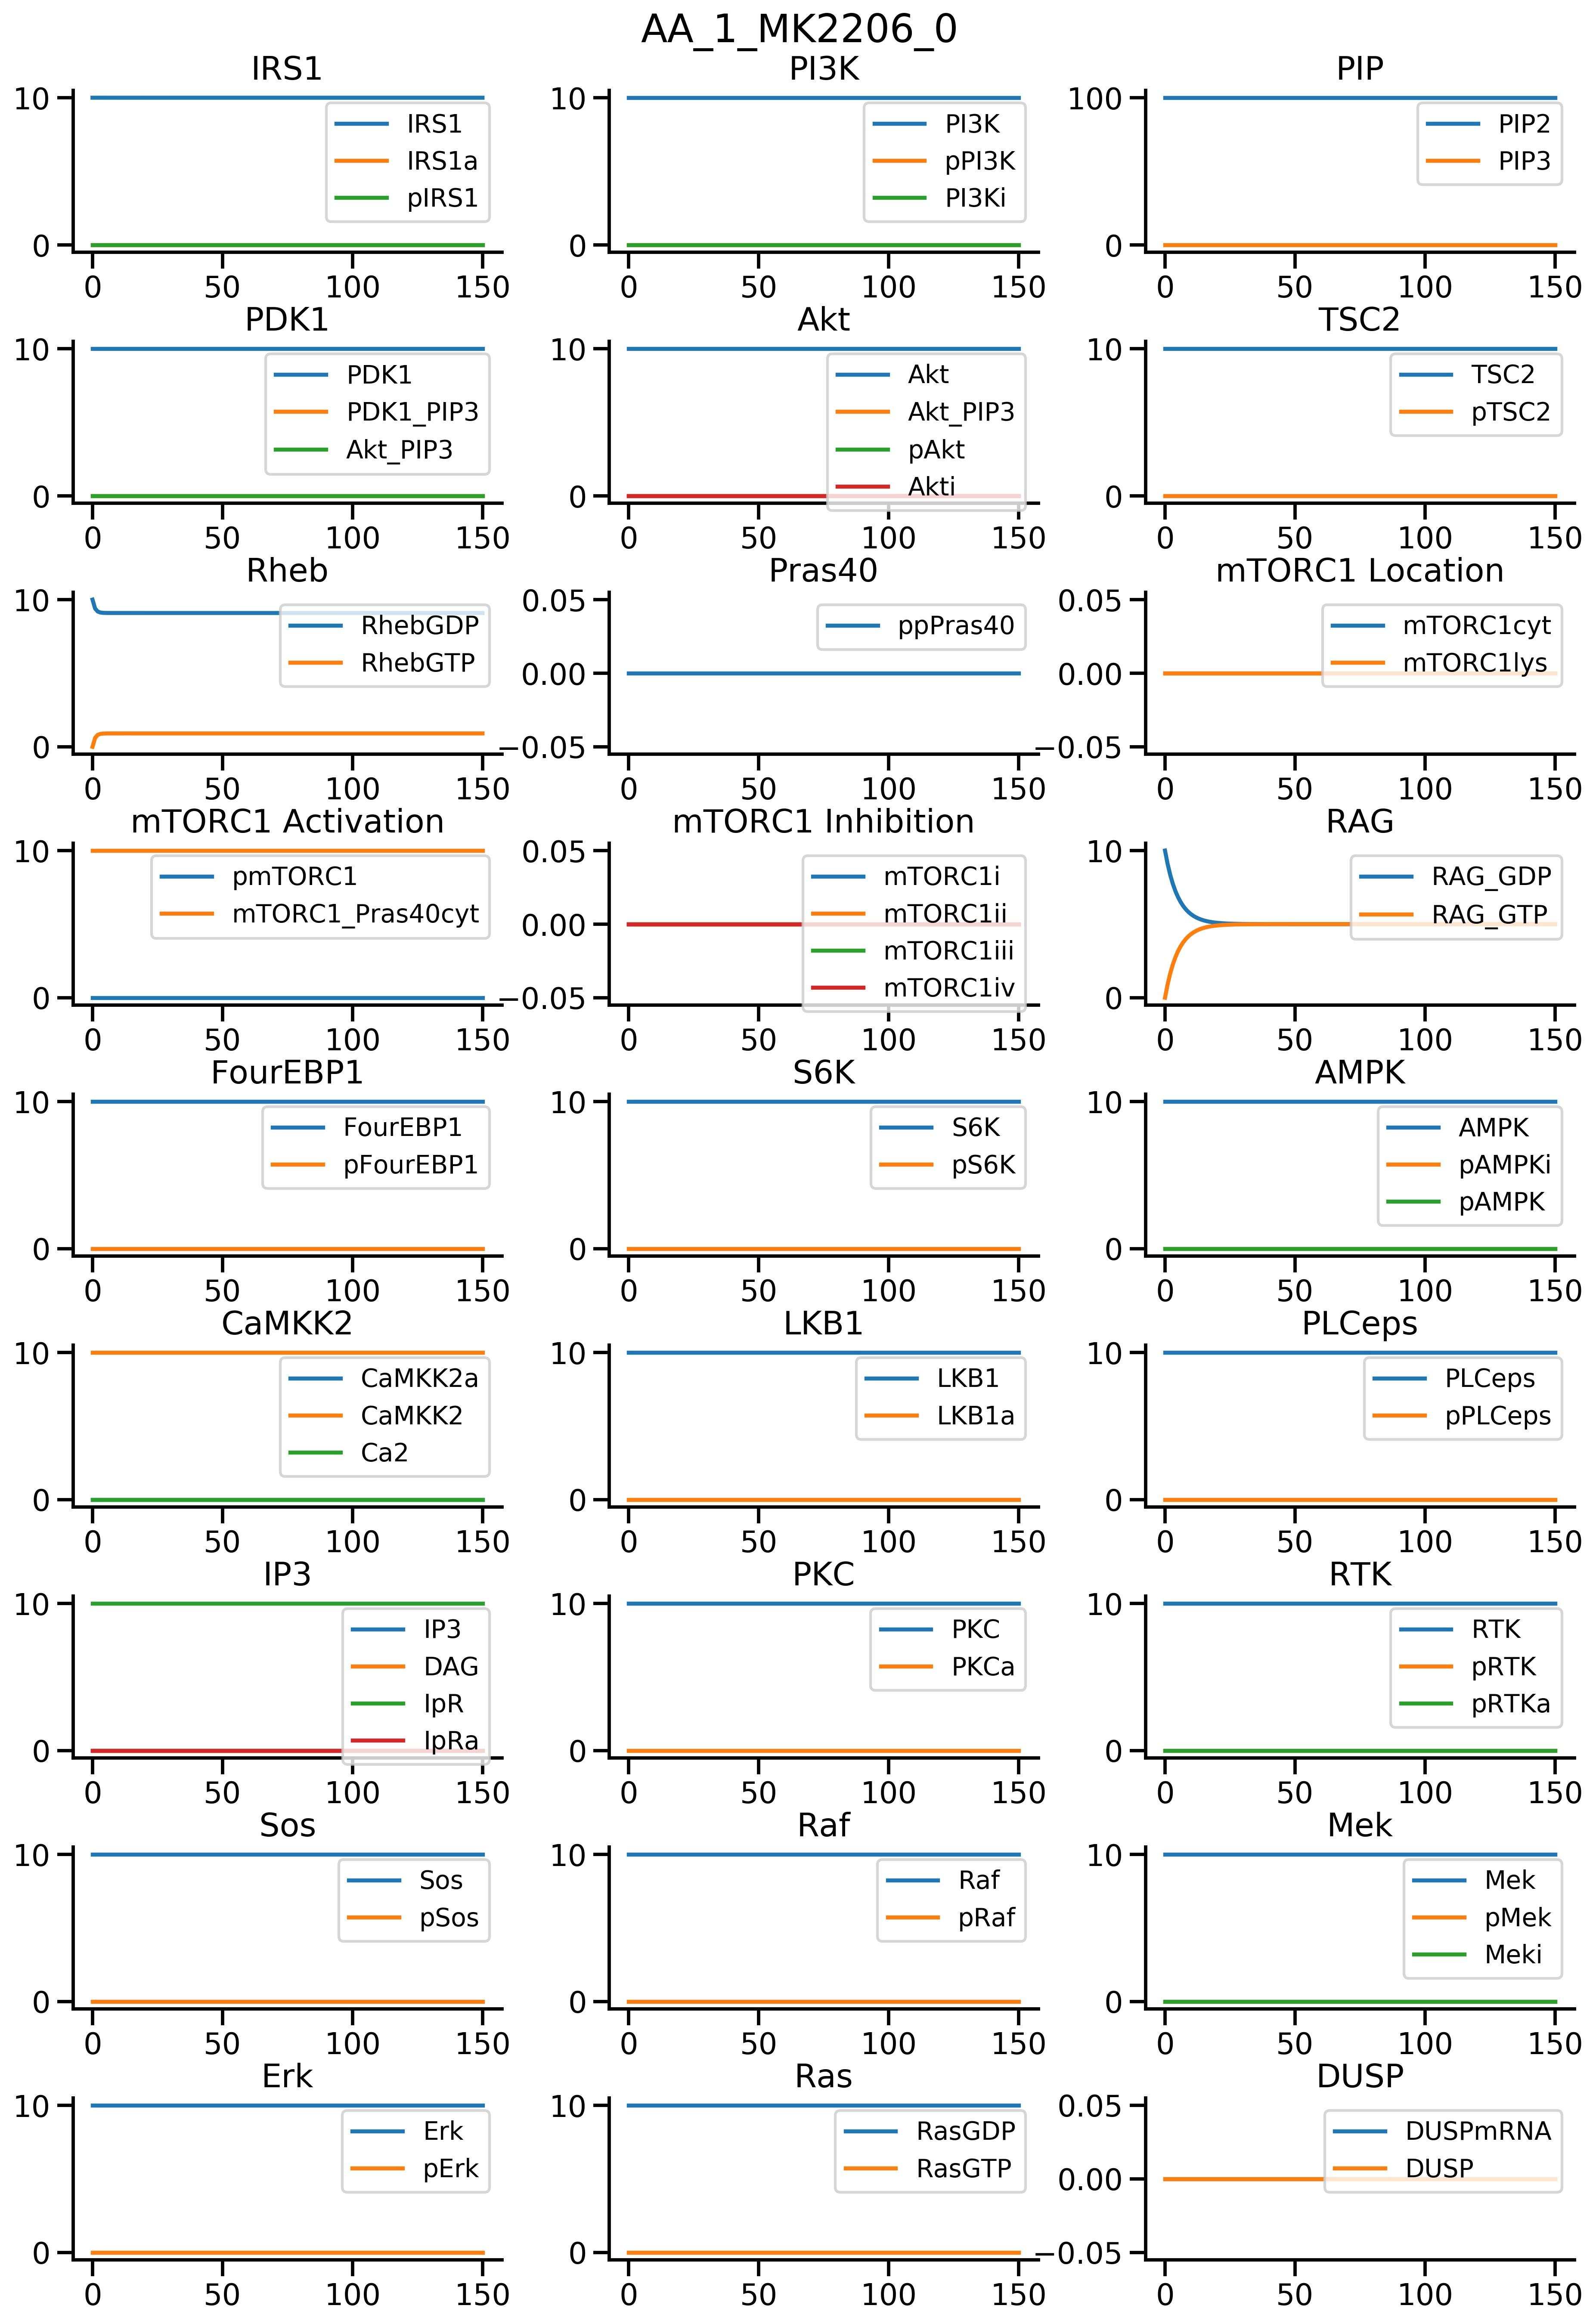 AA_1_MK2206_0
IRS1
10
0
IRS1
IRS1a
pIRS1
0 50 100 150
PI3K
10
0
PI3K
pPI3K
PI3Ki
0 50 100 150
PIP
100
0
PIP2
PIP3
0 50 100 150
PDK1
10
0
PDK1
PDK1_PIP3
Akt_PIP3
0 50 100 150
Akt
10
0
Akt
Akt_PIP3
pAkt
Akti
0 50 100 150
TSC2
10
0
TSC2
pTSC2
0 50 100 150
Rheb
10
0
RhebGDP
RhebGTP
0 50 100 150
Pras40
0.05
0.00
−0.05
ppPras40
0 50 100 150
mTORC1 Location
0.05
0.00
−0.05
mTORC1cyt
mTORC1lys
0 50 100 150
mTORC1 Activation
10
0
pmTORC1
mTORC1_Pras40cyt
0 50 100 150
mTORC1 Inhibition
0.05
0.00
−0.05
mTORC1i
mTORC1ii
mTORC1iii
mTORC1iv
0 50 100 150
RAG
10
0
RAG_GDP
RAG_GTP
0 50 100 150
FourEBP1
10
0
FourEBP1
pFourEBP1
0 50 100 150
S6K
10
0
S6K
pS6K
0 50 100 150
AMPK
10
0
AMPK
pAMPKi
pAMPK
0 50 100 150
CaMKK2
10
0
CaMKK2a
CaMKK2
Ca2
0 50 100 150
LKB1
10
0
LKB1
LKB1a
0 50 100 150
PLCeps
10
0
PLCeps
pPLCeps
0 50 100 150
IP3
10
0
IP3
DAG
IpR
IpRa
0 50 100 150
PKC
10
0
PKC
PKCa
0 50 100 150
RTK
10
0
RTK
pRTK
pRTKa
0 50 100 150
Sos
10
0
Sos
pSos
0 50 100 150
Raf
10
0
Raf
pRaf
0 50 100 150
Mek
10
0
Mek
pMek
Meki
0 50 100 150
Erk
10
0
Erk
pErk
0 50 100 150
Ras
10
0
RasGDP
RasGTP
0 50 100 150
DUSP
0.05
0.00
−0.05
DUSPmRNA
DUSP
0 50 100 150